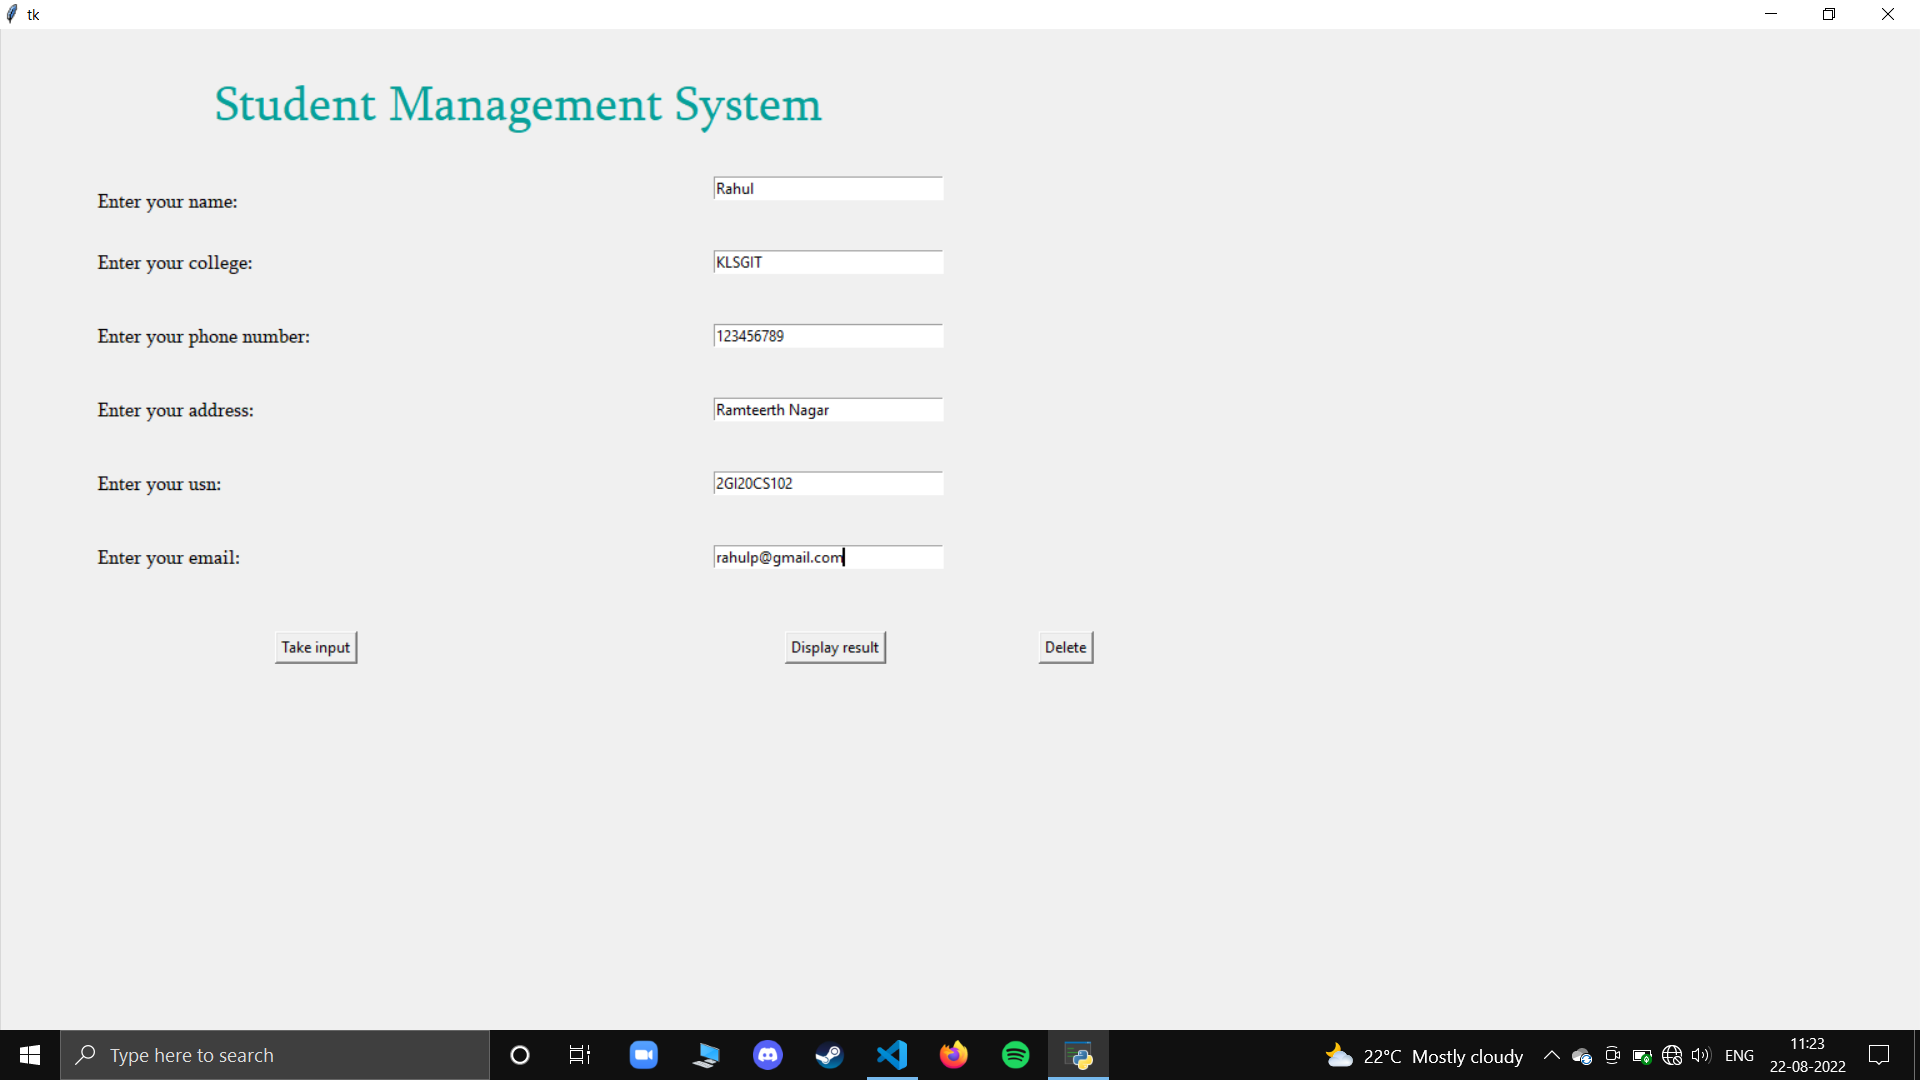 tk
Student Management System
Enter your name: Rahul
Enter your college: KLSGIT
Enter your phone number: 123456789
Enter your address: Ramteerth Nagar
Enter your usn: 2GI20CS102
Enter your email: rahulp@gmail.com
Take input Display result Delete
Type here to search 22°C Mostly cloudy ENG 11:23
22-08-2022